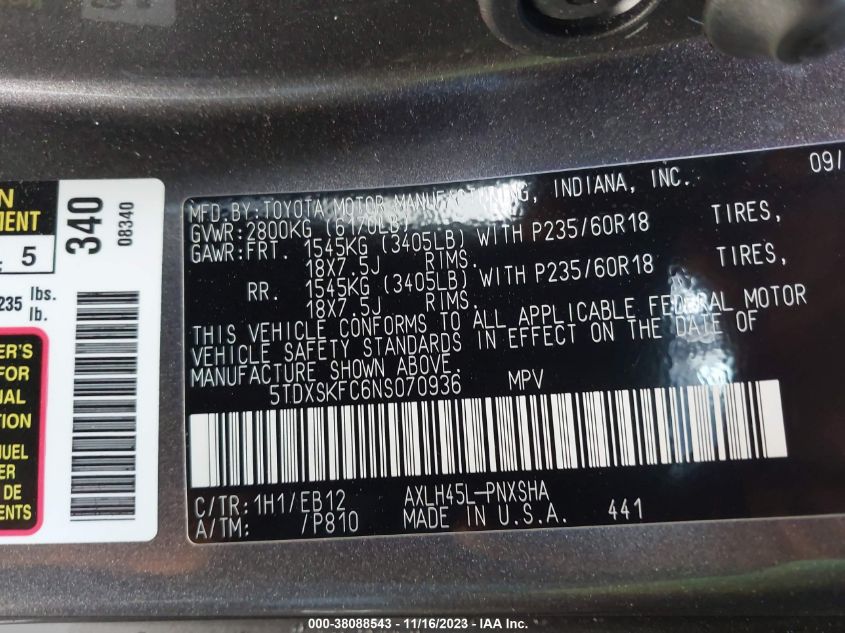 N
EMENT
: 5
235 lbs.
lb.
340
08340
ER'S
FOR
UAL
ATION
NUEL
ER
DE
ENTS
09/
MFD.BY:TOYOTA MOTOR MANUFACTURING, INDIANA, INC.
GVWR:2800KG (6170LB)
GAWR:FRT. 1545KG (3405LB) WITH P235/60R18 TIRES,
18X7.5J RIMS.
RR. 1545KG (3405LB) WITH P235/60R18 TIRES,
18X7.5J RIMS.
THIS VEHICLE CONFORMS TO ALL APPLICABLE FEDERAL MOTOR
VEHICLE SAFETY STANDARDS IN EFFECT ON THE DATE OF
MANUFACTURE SHOWN ABOVE.
5TDXSKFC6NS070936 MPV
C/TR:1H1/EB12 AXLH45L-PNXSHA
A/TM: /P810 MADE IN U.S.A. 441
000-38088543 - 11/16/2023 - IAA Inc.